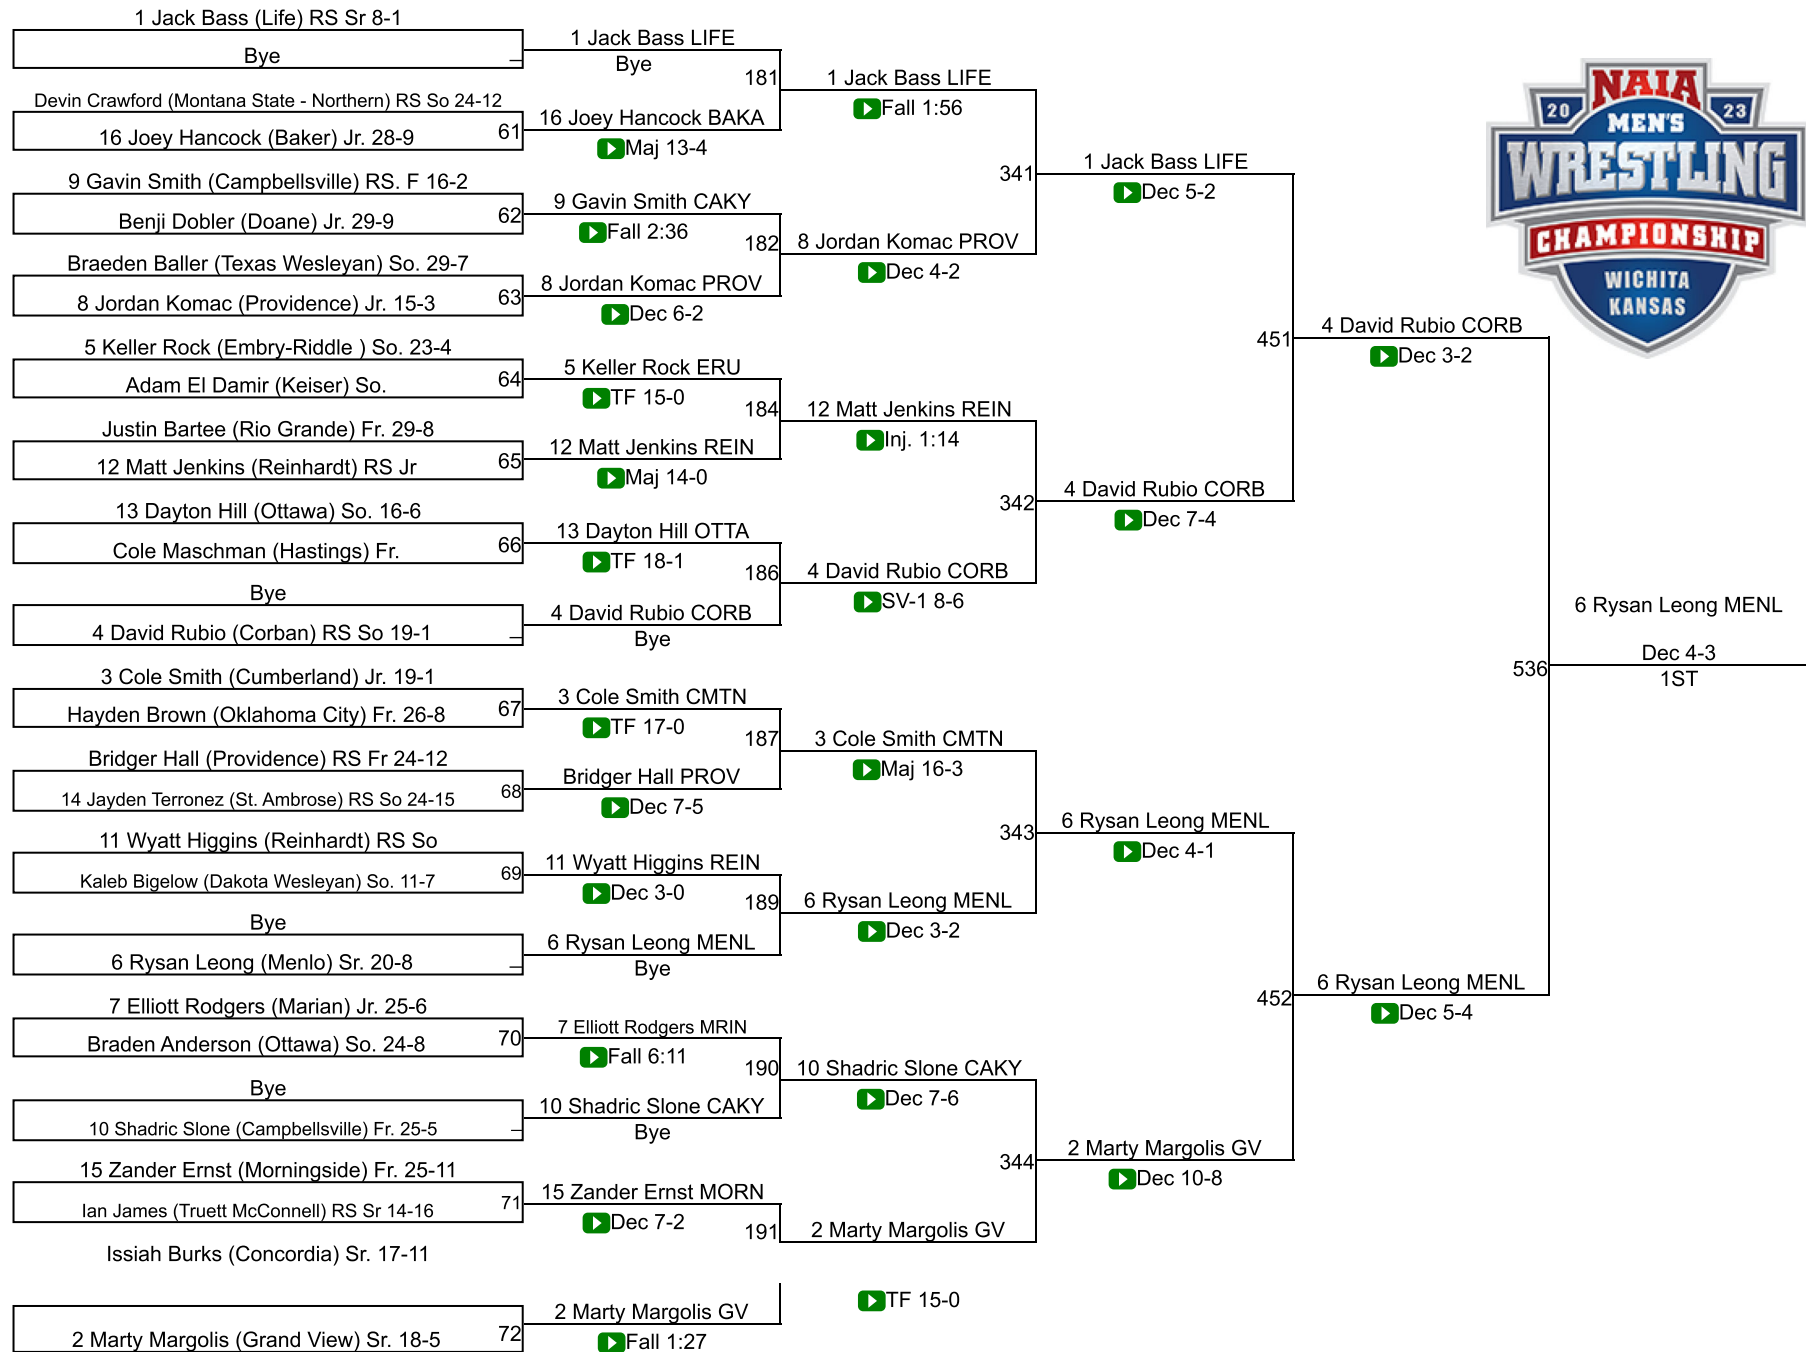 1 Jack Bass (Life) RS Sr 8-1
Bye
Devin Crawford (Montana State - Northern) RS So 24-12
16 Joey Hancock (Baker) Jr. 28-9
61
9 Gavin Smith (Campbellsville) RS. F 16-2
Benji Dobler (Doane) Jr. 29-9
62
Braeden Baller (Texas Wesleyan) So. 29-7
8 Jordan Komac (Providence) Jr. 15-3
63
5 Keller Rock (Embry-Riddle ) So. 23-4
Adam El Damir (Keiser) So.
64
Justin Bartee (Rio Grande) Fr. 29-8
12 Matt Jenkins (Reinhardt) RS Jr
65
13 Dayton Hill (Ottawa) So. 16-6
Cole Maschman (Hastings) Fr.
66
Bye
4 David Rubio (Corban) RS So 19-1
3 Cole Smith (Cumberland) Jr. 19-1
Hayden Brown (Oklahoma City) Fr. 26-8
67
Bridger Hall (Providence) RS Fr 24-12
14 Jayden Terronez (St. Ambrose) RS So 24-15
68
11 Wyatt Higgins (Reinhardt) RS So
Kaleb Bigelow (Dakota Wesleyan) So. 11-7
69
Bye
6 Rysan Leong (Menlo) Sr. 20-8
7 Elliott Rodgers (Marian) Jr. 25-6
Braden Anderson (Ottawa) So. 24-8
70
Bye
10 Shadric Slone (Campbellsville) Fr. 25-5
15 Zander Ernst (Morningside) Fr. 25-11
Ian James (Truett McConnell) RS Sr 14-16
71
Issiah Burks (Concordia) Sr. 17-11
2 Marty Margolis (Grand View) Sr. 18-5
72
1 Jack Bass LIFE
Bye
181
16 Joey Hancock BAKA
Maj 13-4
9 Gavin Smith CAKY
Fall 2:36
182
8 Jordan Komac PROV
Dec 6-2
5 Keller Rock ERU
TF 15-0
184
12 Matt Jenkins REIN
Maj 14-0
13 Dayton Hill OTTA
TF 18-1
186
4 David Rubio CORB
Bye
3 Cole Smith CMTN
TF 17-0
187
Bridger Hall PROV
Dec 7-5
11 Wyatt Higgins REIN
Dec 3-0
189
6 Rysan Leong MENL
Bye
7 Elliott Rodgers MRIN
Fall 6:11
190
10 Shadric Slone CAKY
Bye
15 Zander Ernst MORN
Dec 7-2
191
2 Marty Margolis GV
Fall 1:27
1 Jack Bass LIFE
Fall 1:56
341
8 Jordan Komac PROV
Dec 4-2
12 Matt Jenkins REIN
Inj. 1:14
342
4 David Rubio CORB
SV-1 8-6
3 Cole Smith CMTN
Maj 16-3
343
6 Rysan Leong MENL
Dec 3-2
10 Shadric Slone CAKY
Dec 7-6
344
2 Marty Margolis GV
TF 15-0
1 Jack Bass LIFE
Dec 5-2
451
4 David Rubio CORB
Dec 7-4
6 Rysan Leong MENL
Dec 4-1
452
2 Marty Margolis GV
Dec 10-8
4 David Rubio CORB
Dec 3-2
536
6 Rysan Leong MENL
Dec 5-4
6 Rysan Leong MENL
Dec 4-3
1ST
NAIA
20 23
MEN'S
WRESTLING
CHAMPIONSHIP
WICHITA
KANSAS